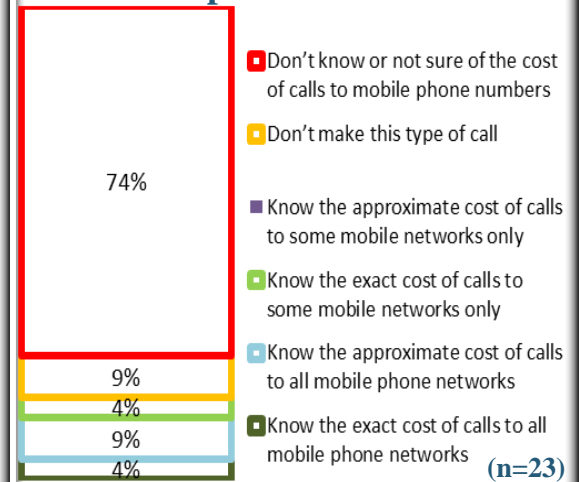 Don't know or not sure of the cost
of calls to mobile phone numbers
Don't make this type of call
74%
Know the approximate cost of calls
to some mobile networks only
Know the exact cost of calls to
some mobile networks only
Know the approximate cost of calls
to all mobile phone networks
9%
4%
9%
Know the exact cost of calls to all
mobile phone networks
4%
(n=23)